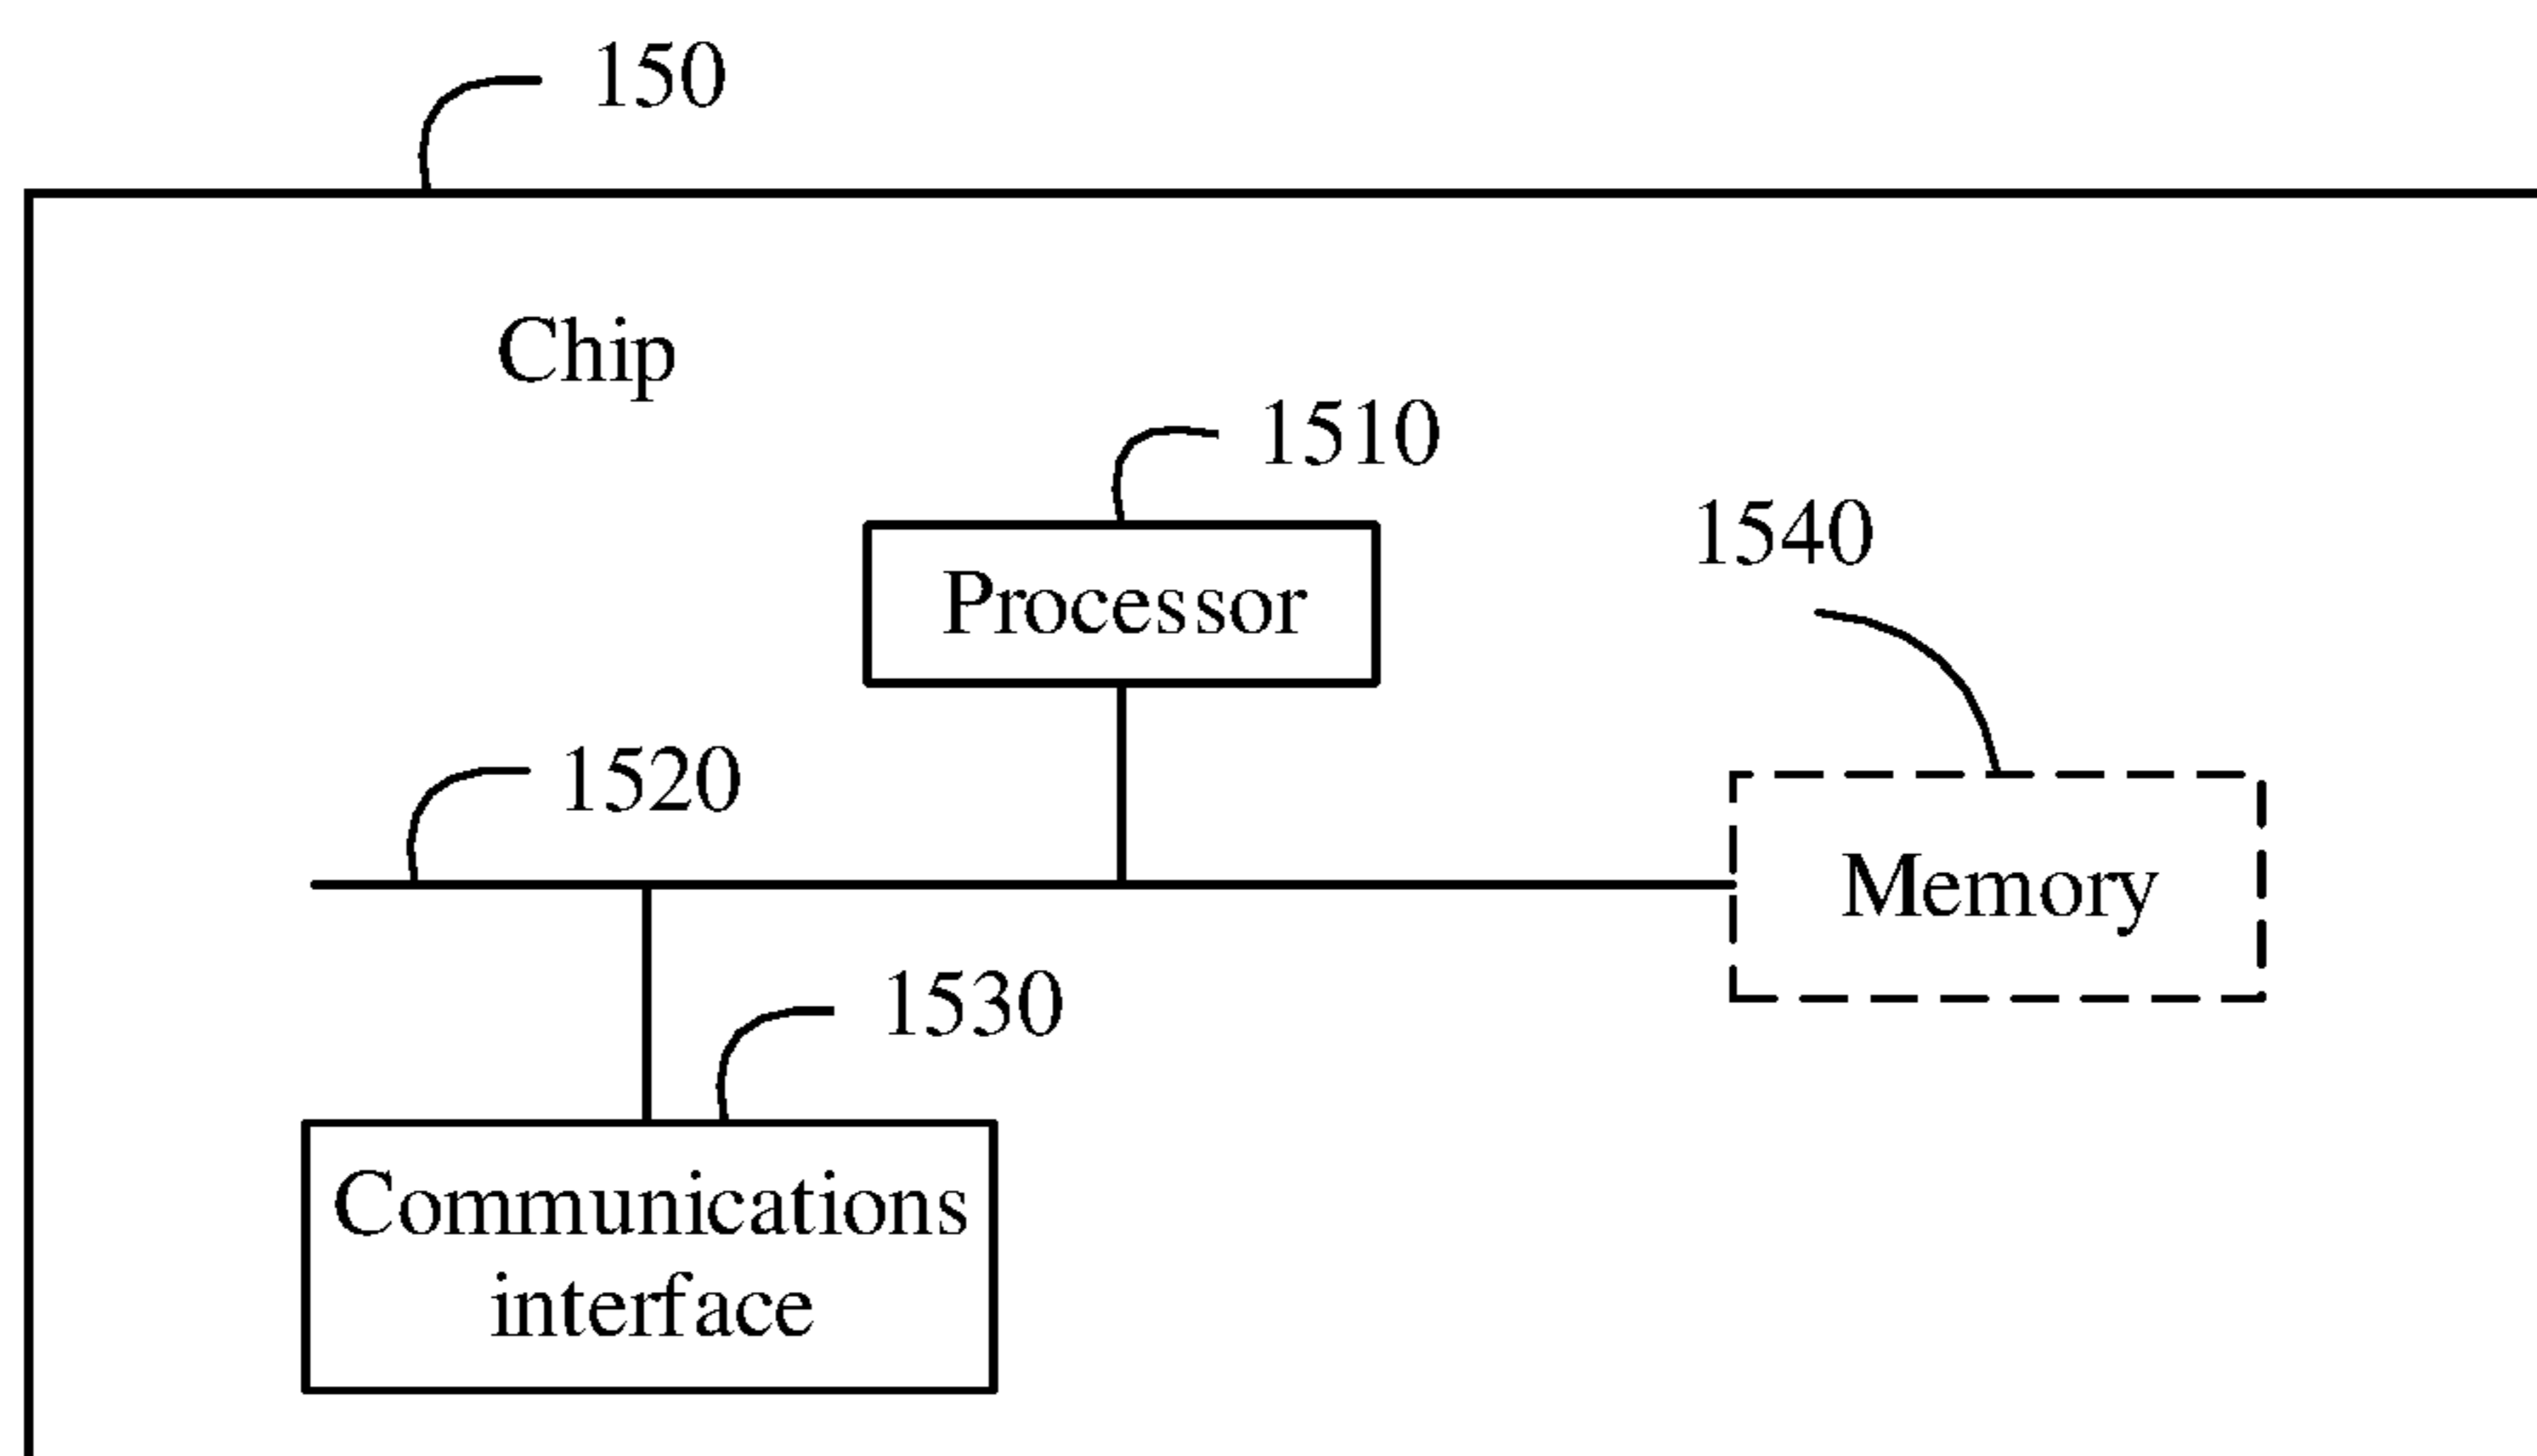 150
Chip
1510
Processor
1540
1520
Memory
1530
Communications
interface